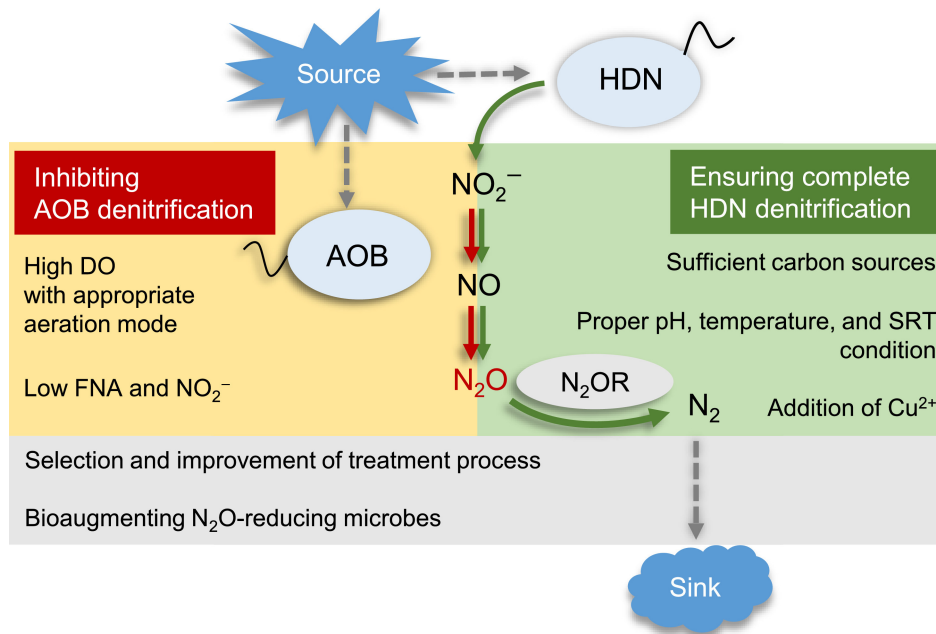 Source
HDN
Inhibiting
AOB denitrification
NO₂⁻
Ensuring complete
HDN denitrification
AOB
High DO
with appropriate
aeration mode
NO
Sufficient carbon sources
Proper pH, temperature, and SRT
condition
Low FNA and NO₂⁻
N₂O
N₂OR
N₂
Addition of Cu²⁺
Selection and improvement of treatment process
Bioaugmenting N₂O-reducing microbes
Sink